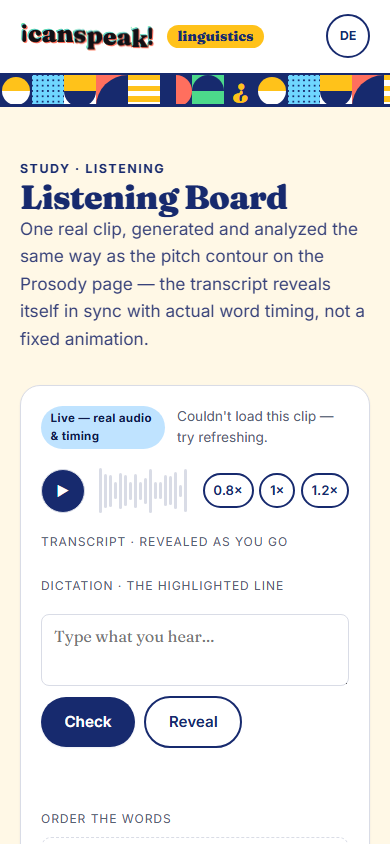 icanspeak!
linguistics
DE
STUDY · LISTENING
Listening Board
One real clip, generated and analyzed the
same way as the pitch contour on the
Prosody page — the transcript reveals
itself in sync with actual word timing, not a
fixed animation.
Live — real audio
& timing
Couldn't load this clip —
try refreshing.
0.8×
1×
1.2×
TRANSCRIPT · REVEALED AS YOU GO
DICTATION · THE HIGHLIGHTED LINE
Type what you hear...
Check
Reveal
ORDER THE WORDS